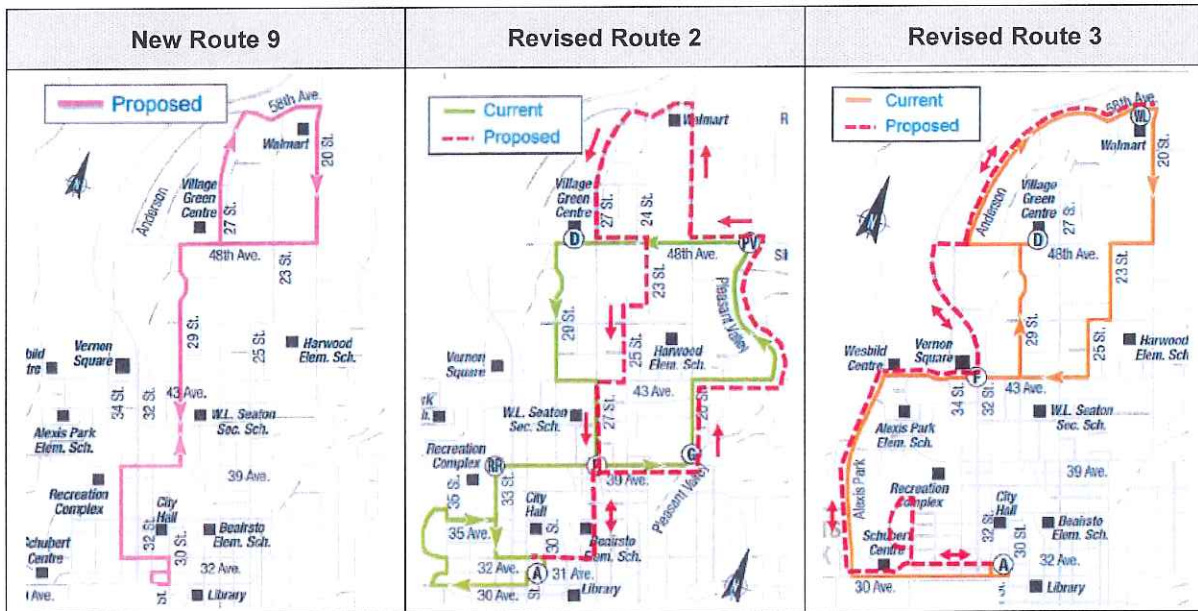 New Route 9
Proposed
58th Ave.
Walmart
20 St.
Anderson
Village
Green
Centre
27 St.
48th Ave.
23 St.
29 St.
25 St.
Harwood
Elem. Sch.
Vernon
Square
34 St.
32 St.
43 Ave.
W.L. Seaton
Sec. Sch.
Alexis Park
Elem. Sch.
39 Ave.
Recreation
Complex
City
Hall
32 St.
30 St.
Beairsto
Elem. Sch.
Centre
32 Ave.
Library
Revised Route 2
Current
Proposed
Walmart
R
Village
Green
Centre
27 St.
24 St.
D
PV
48th Ave.
23 St.
Pleasant Valley
29 St.
25 St.
Harwood
Elem. Sch.
Vernon
Square
43 Ave.
27 St.
W.L. Seaton
Sec. Sch.
G
Recreation
Complex
RR
39 Ave.
Pleasant Valley
35 St.
33 St.
City
Hall
30 St.
35 Ave.
Beairsto
Elem. Sch.
32 Ave.
A
31 Ave.
30 Ave.
St.
Library
Revised Route 3
Current
Proposed
58th Ave.
WL
Walmart
20 St.
Anderson
Village
Green
Centre
27 St.
D
48th Ave.
23 St.
29 St.
25 St.
Harwood
Elem. Sch.
Wesbild
Centre
Vernon
Square
F
34 St.
32 St.
43 Ave.
W.L. Seaton
Sec. Sch.
Alexis Park
Elem. Sch.
39 Ave.
Alexis Park
Recreation
Complex
City
Hall
32 St.
30 St.
Beairsto
Elem. Sch.
Schubert
Centre
32 Ave.
A
30 Ave.
Library